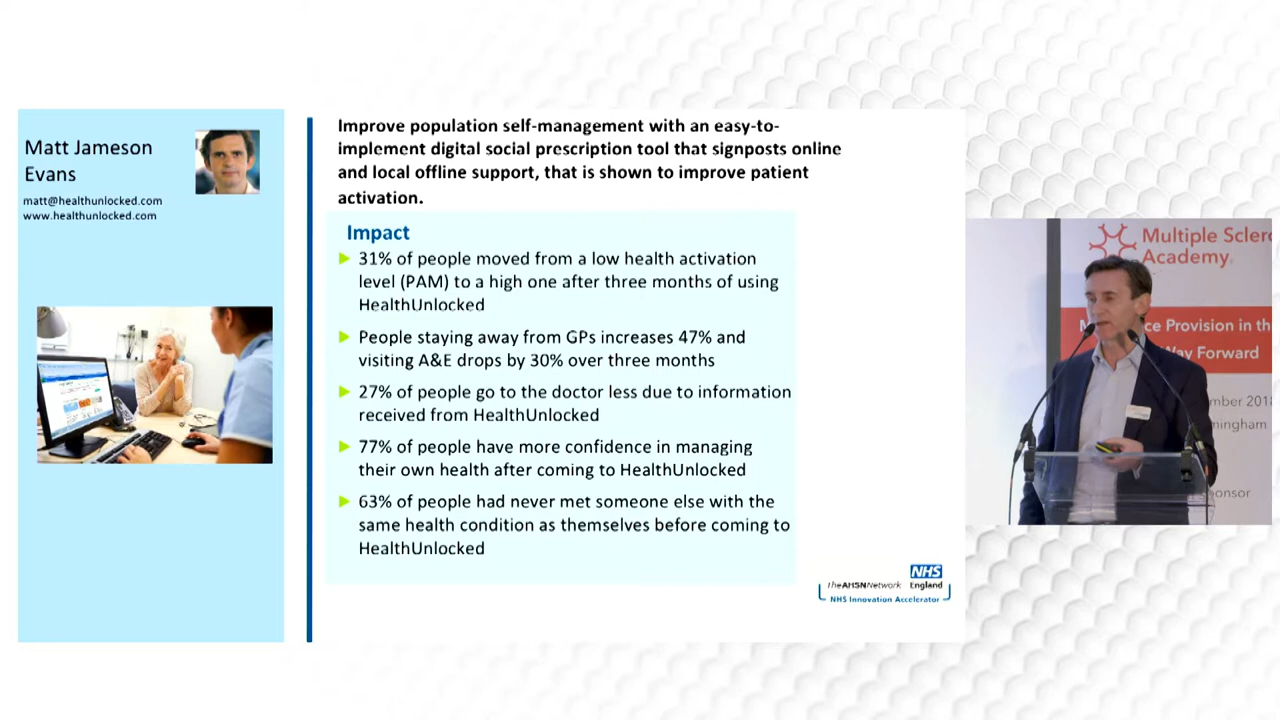 Matt Jameson
Evans
matt@healthunlocked.com
www.healthunlocked.com
Improve population self-management with an easy-to-
implement digital social prescription tool that signposts online
and local offline support, that is shown to improve patient
activation.
Impact
31% of people moved from a low health activation
level (PAM) to a high one after three months of using
HealthUnlocked
People staying away from GPs increases 47% and
visiting A&E drops by 30% over three months
27% of people go to the doctor less due to information
received from HealthUnlocked
77% of people have more confidence in managing
their own health after coming to HealthUnlocked
63% of people had never met someone else with the
same health condition as themselves before coming to
HealthUnlocked
TheAHSNNetwork
NHS
England
NHS Innovation Accelerator
Multiple Scler
Academy
ce Provision in th
Way Forward
mber 2018
mingham
onsor